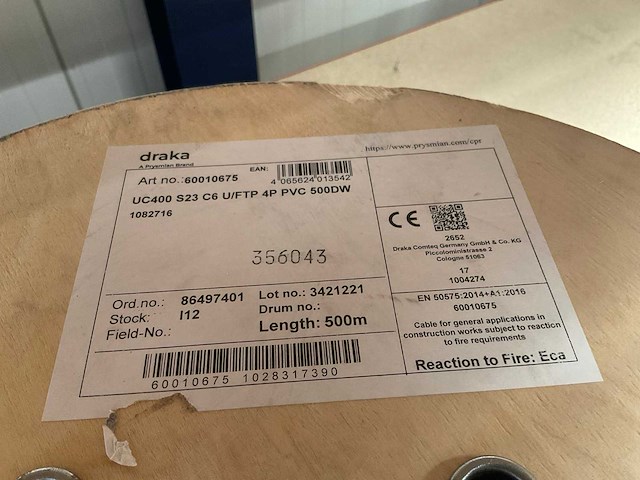 draka
A Prysmian Brand
https://www.prysmian.com/cpr
Art no.:60010675
EAN:
4 065624 013542
UC400 S23 C6 U/FTP 4P PVC 500DW
1082716
356043
Ord.no.: 86497401
Lot no.: 3421221
Stock: I12
Drum no.:
Field-No.:
Length: 500m
60010675 1028317390
CE
2652
Draka Comteq Germany GmbH & Co. KG
Piccoloministrasse 2
Cologne 51063
17
1004274
EN 50575:2014+A1:2016
60010675
Cable for general applications in
construction works subject to reaction
to fire requirements
Reaction to Fire: Eca